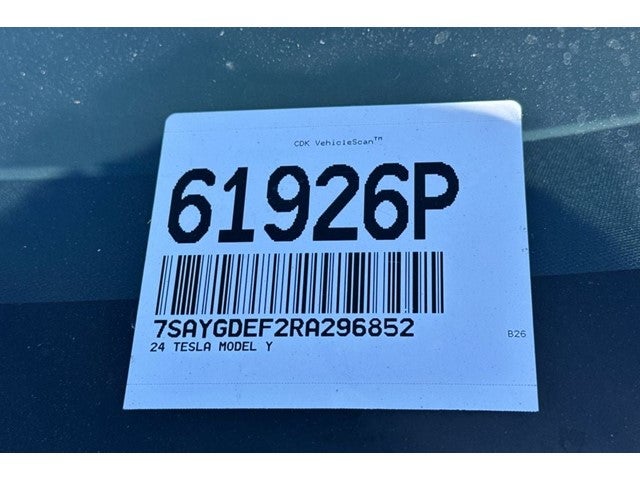 CDK VehicleScan™
61926P
7SAYGDEF2RA296852
24 TESLA MODEL Y
B26